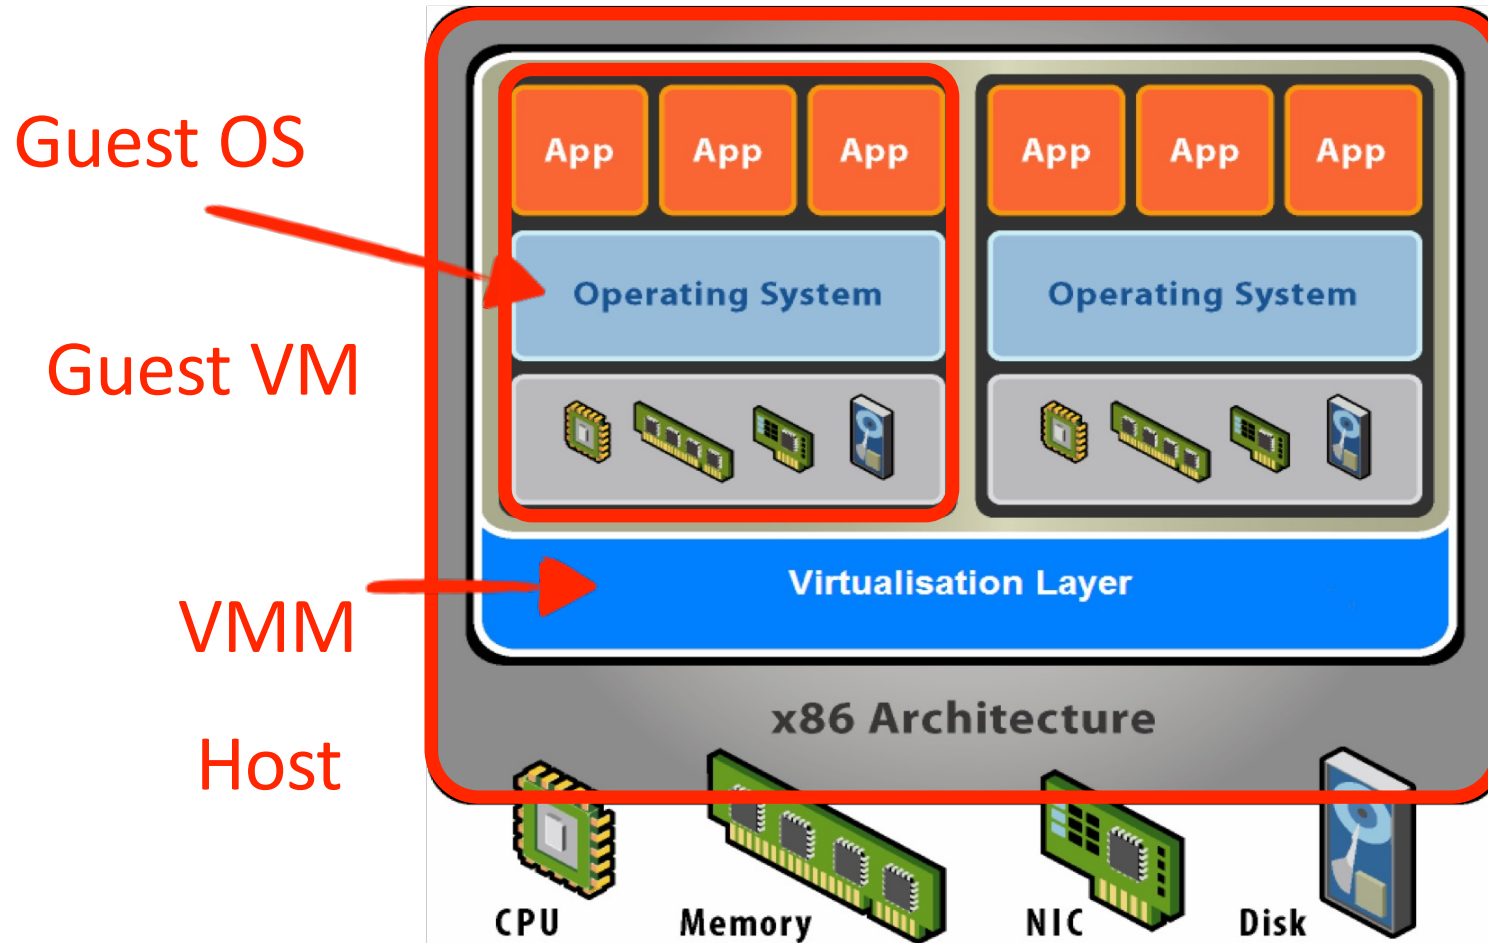 Guest OS
App App App App App App
Operating System Operating System
Guest VM
Virtualisation Layer
VMM
x86 Architecture
Host
CPU Memory NIC Disk